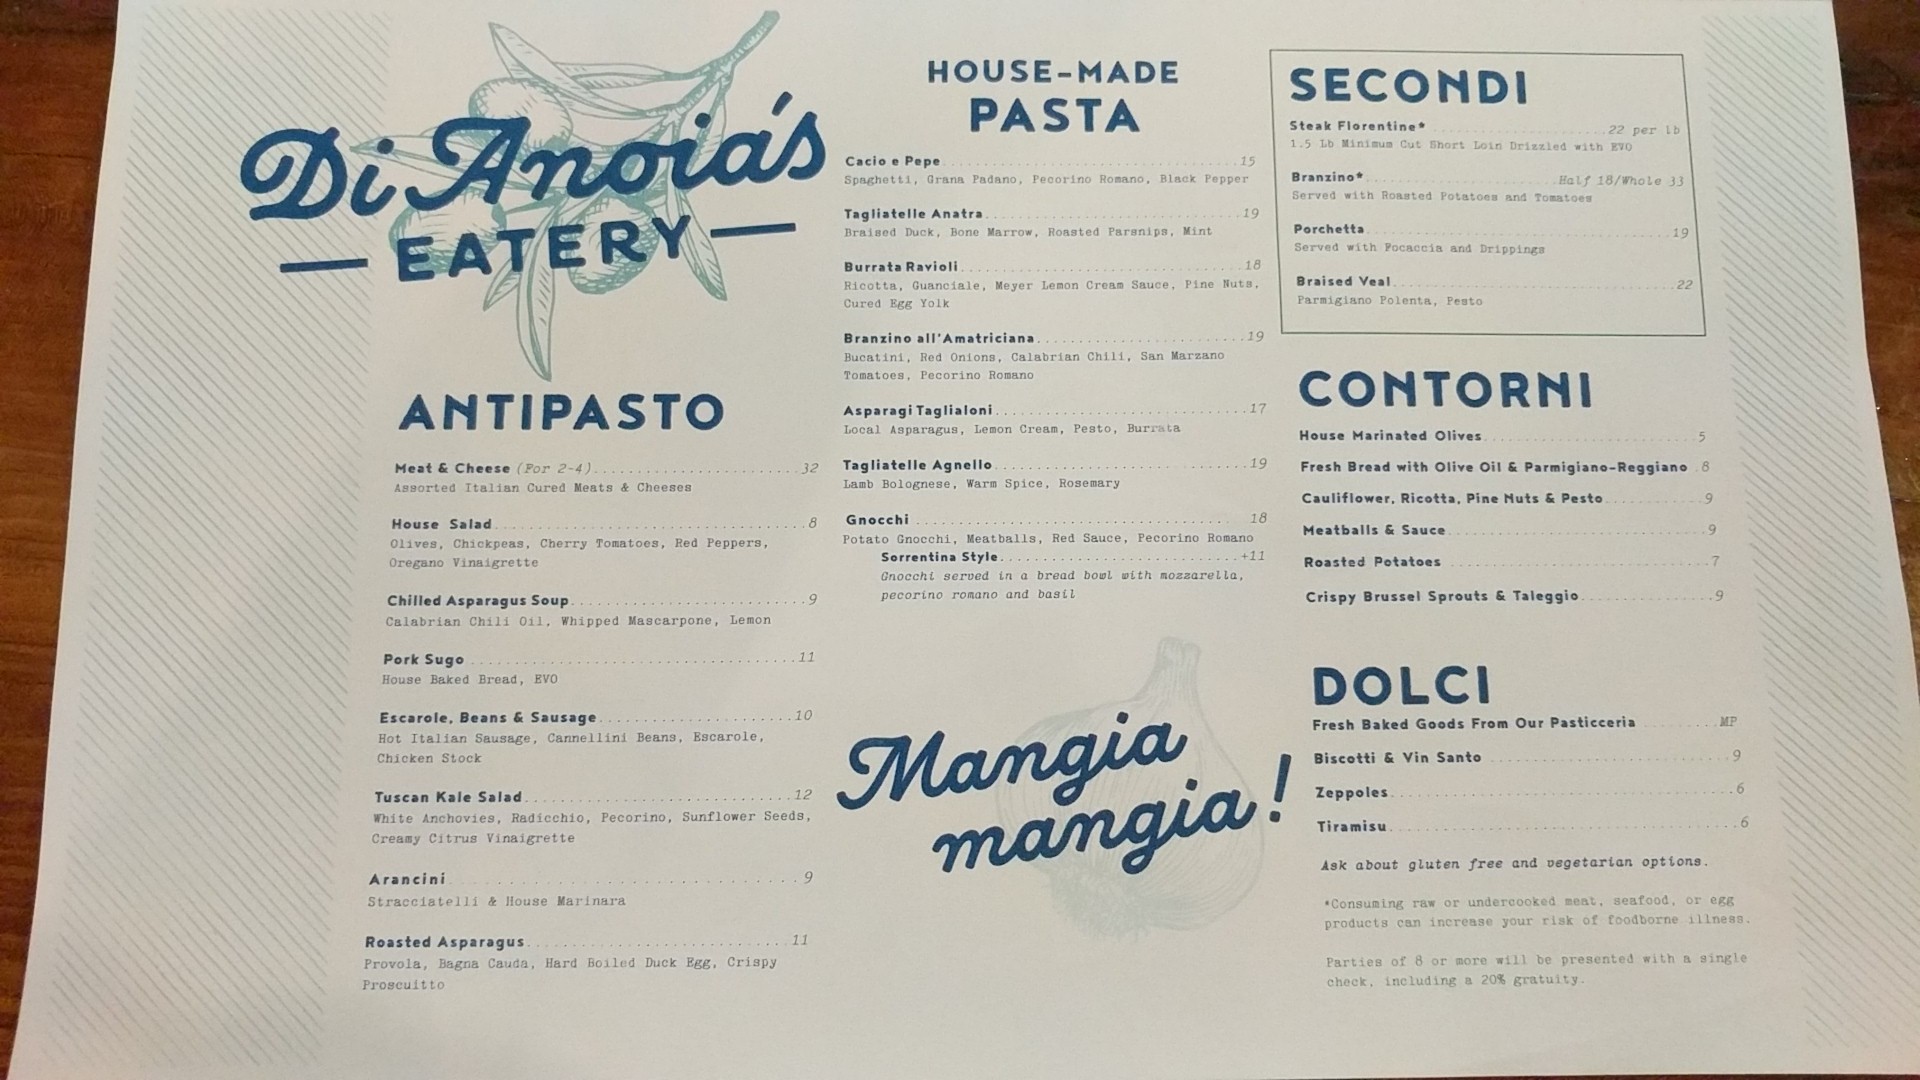 Di Anoia's
EATERY
ANTIPASTO
Meat & Cheese (For 2-4) 32
Assorted Italian Cured Meats & Cheeses
House Salad 8
Olives, Chickpeas, Cherry Tomatoes, Red Peppers,
Oregano Vinaigrette
Chilled Asparagus Soup 9
Calabrian Chili Oil, Whipped Mascarpone, Lemon
Pork Sugo 11
House Baked Bread, EVO
Escarole, Beans & Sausage 10
Hot Italian Sausage, Cannellini Beans, Escarole,
Chicken Stock
Tuscan Kale Salad 12
White Anchovies, Radicchio, Pecorino, Sunflower Seeds,
Creamy Citrus Vinaigrette
Arancini 9
Stracciatelli & House Marinara
Roasted Asparagus 11
Provola, Bagna Cauda, Hard Boiled Duck Egg, Crispy
Proscuitto
HOUSE-MADE
PASTA
Cacio e Pepe 15
Spaghetti, Grana Padano, Pecorino Romano, Black Pepper
Tagliatelle Anatra 19
Braised Duck, Bone Marrow, Roasted Parsnips, Mint
Burrata Ravioli 18
Ricotta, Guanciale, Meyer Lemon Cream Sauce, Pine Nuts,
Cured Egg Yolk
Branzino all'Amatriciana 19
Bucatini, Red Onions, Calabrian Chili, San Marzano
Tomatoes, Pecorino Romano
Asparagi Taglialoni 17
Local Asparagus, Lemon Cream, Pesto, Burrata
Tagliatelle Agnello 19
Lamb Bolognese, Warm Spice, Rosemary
Gnocchi 18
Potato Gnocchi, Meatballs, Red Sauce, Pecorino Romano
Sorrentina Style +11
Gnocchi served in a bread bowl with mozzarella,
pecorino romano and basil
Mangia
mangia!
SECONDI
Steak Florentine* 22 per lb
1.5 Lb Minimum Cut Short Loin Drizzled with EVO
Branzino* Half 18/Whole 33
Served with Roasted Potatoes and Tomatoes
Porchetta 19
Served with Focaccia and Drippings
Braised Veal 22
Parmigiano Polenta, Pesto
CONTORNI
House Marinated Olives 5
Fresh Bread with Olive Oil & Parmigiano-Reggiano 8
Cauliflower, Ricotta, Pine Nuts & Pesto 9
Meatballs & Sauce 9
Roasted Potatoes 7
Crispy Brussel Sprouts & Taleggio 9
DOLCI
Fresh Baked Goods From Our Pasticceria MP
Biscotti & Vin Santo 9
Zeppoles 6
Tiramisu 6
Ask about gluten free and vegetarian options.
*Consuming raw or undercooked meat, seafood, or egg
products can increase your risk of foodborne illness.
Parties of 8 or more will be presented with a single
check, including a 20% gratuity.